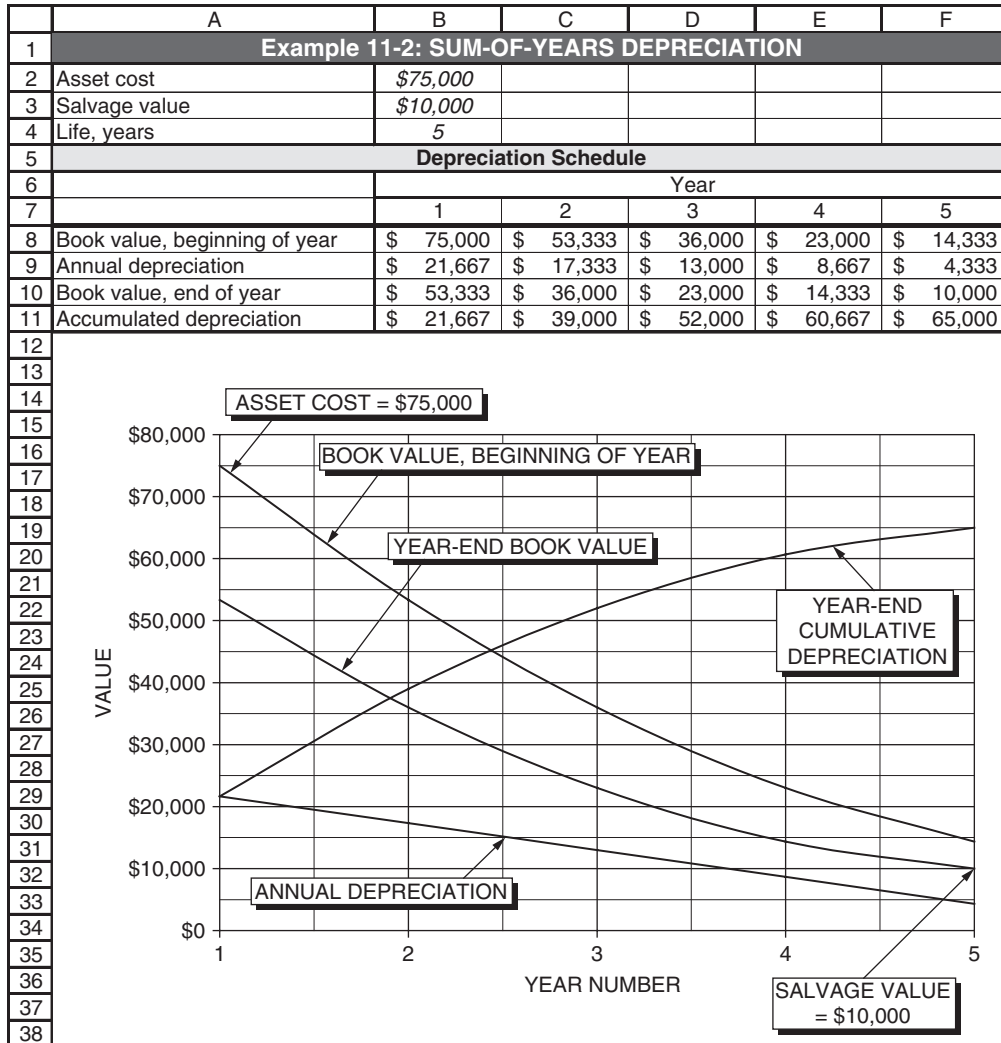 A B C D E F
1 Example 11-2: SUM-OF-YEARS DEPRECIATION
2 Asset cost $75,000
3 Salvage value $10,000
4 Life, years 5
5 Depreciation Schedule
6 Year
7 1 2 3 4 5
8 Book value, beginning of year $ 75,000 $ 53,333 $ 36,000 $ 23,000 $ 14,333
9 Annual depreciation $ 21,667 $ 17,333 $ 13,000 $ 8,667 $ 4,333
10 Book value, end of year $ 53,333 $ 36,000 $ 23,000 $ 14,333 $ 10,000
11 Accumulated depreciation $ 21,667 $ 39,000 $ 52,000 $ 60,667 $ 65,000
12
13
14
15
16
17
18
19
20
21
22
23
24
25
26
27
28
29
30
31
32
33
34
35
36
37
38
ASSET COST = $75,000
BOOK VALUE, BEGINNING OF YEAR
YEAR-END BOOK VALUE
YEAR-END
CUMULATIVE
DEPRECIATION
ANNUAL DEPRECIATION
SALVAGE VALUE
= $10,000
VALUE
$80,000
$70,000
$60,000
$50,000
$40,000
$30,000
$20,000
$10,000
$0
1 2 3 4 5
YEAR NUMBER